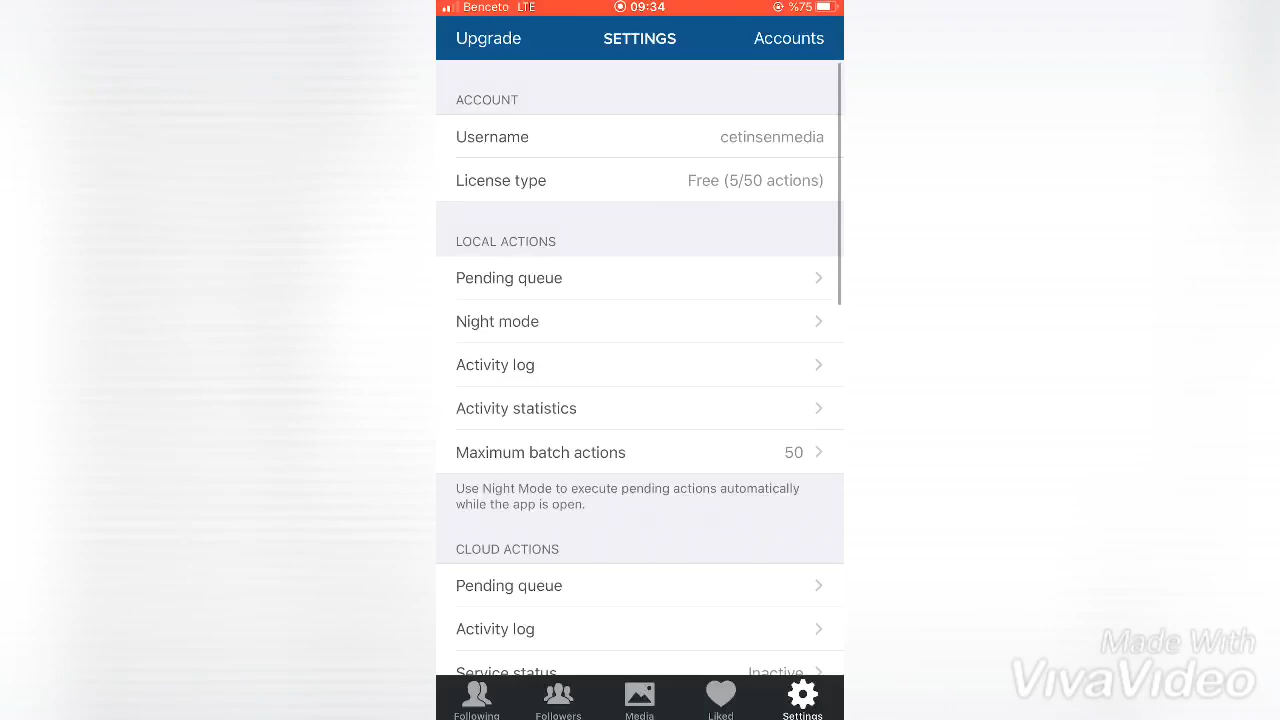 Benceto LTE 09:34 %75
Upgrade SETTINGS Accounts
ACCOUNT
Username cetinsenmedia
License type Free (5/50 actions)
LOCAL ACTIONS
Pending queue
Night mode
Activity log
Activity statistics
Maximum batch actions 50
Use Night Mode to execute pending actions automatically
while the app is open.
CLOUD ACTIONS
Pending queue
Activity log
Service status Inactive
Following Followers Media Liked Settings
Made With
VivaVideo